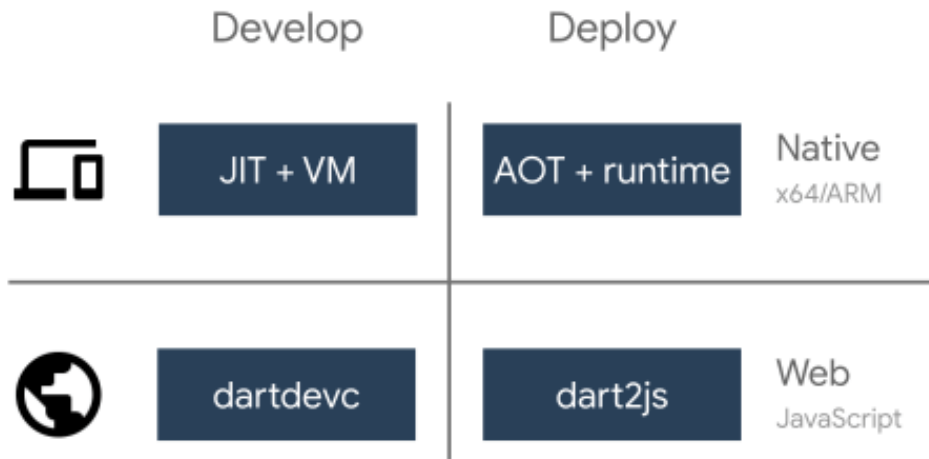 Develop
Deploy
JIT + VM
AOT + runtime
Native
x64/ARM
dartdevc
dart2js
Web
JavaScript